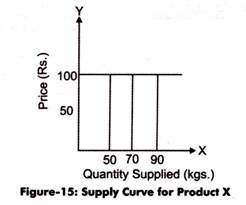 Y
Price (Rs.)
100
50
50 70 90
X
Quantity Supplied (kgs.)
Figure-15: Supply Curve for Product X